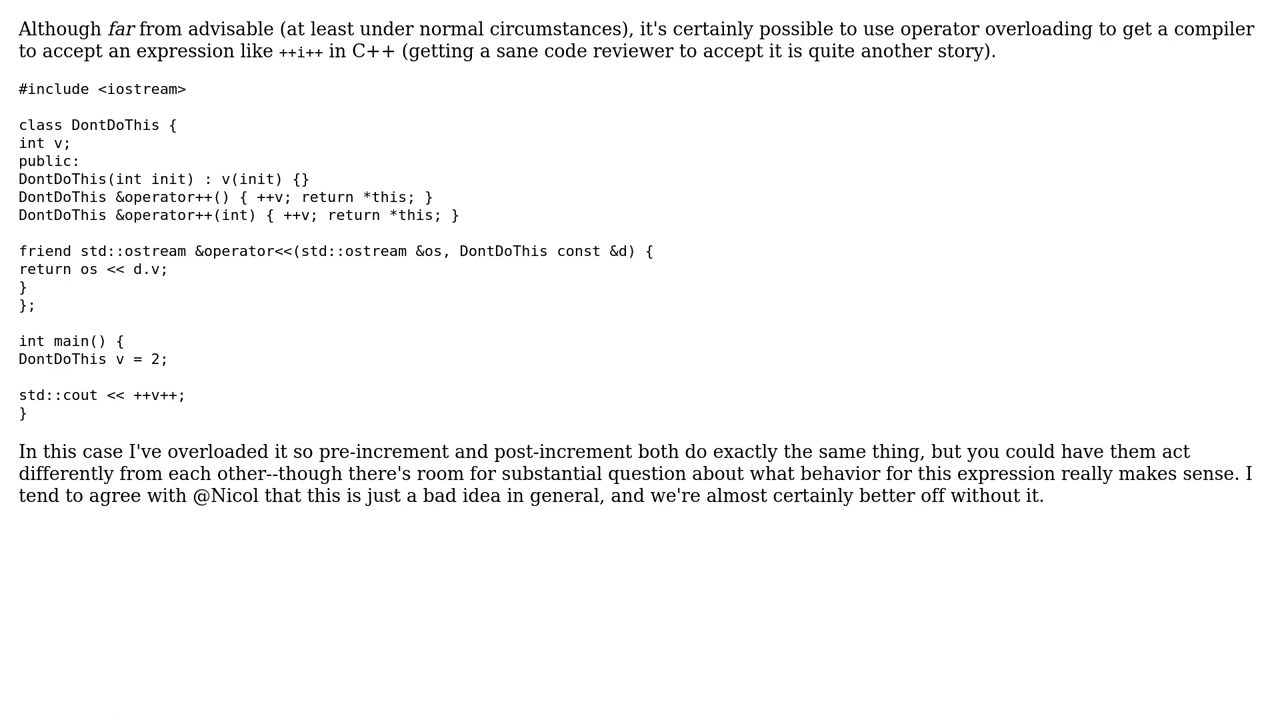 Although far from advisable (at least under normal circumstances), it's certainly possible to use operator overloading to get a compiler
to accept an expression like ++i++ in C++ (getting a sane code reviewer to accept it is quite another story).
#include <iostream>
class DontDoThis {
int v;
public:
DontDoThis(int init) : v(init) {}
DontDoThis &operator++() { ++v; return *this; }
DontDoThis &operator++(int) { ++v; return *this; }
friend std::ostream &operator<<(std::ostream &os, DontDoThis const &d) {
return os << d.v;
}
};
int main() {
DontDoThis v = 2;
std::cout << ++v++;
}
In this case I've overloaded it so pre-increment and post-increment both do exactly the same thing, but you could have them act
differently from each other--though there's room for substantial question about what behavior for this expression really makes sense. I
tend to agree with @Nicol that this is just a bad idea in general, and we're almost certainly better off without it.